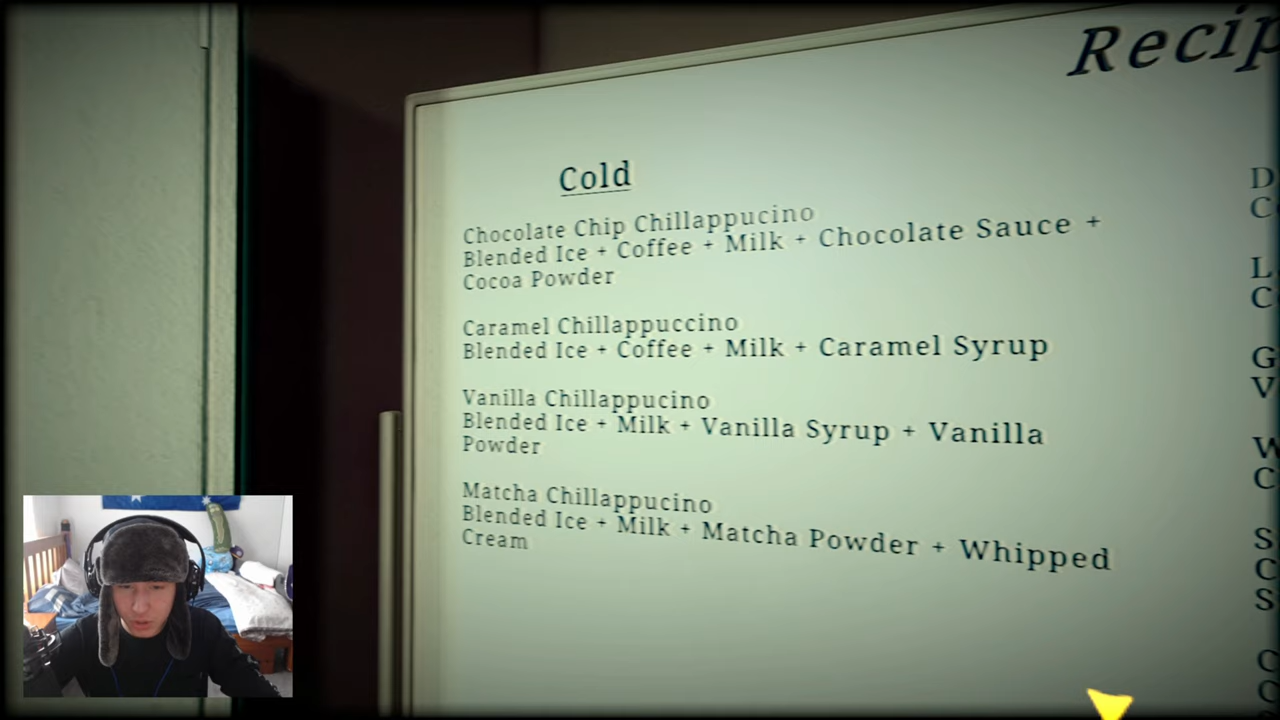 Recip
Cold
Chocolate Chip Chillappucino
Blended Ice + Coffee + Milk + Chocolate Sauce +
Cocoa Powder
Caramel Chillappuccino
Blended Ice + Coffee + Milk + Caramel Syrup
Vanilla Chillappucino
Blended Ice + Milk + Vanilla Syrup + Vanilla
Powder
Matcha Chillappucino
Blended Ice + Milk + Matcha Powder + Whipped
Cream
D
C
L
C
G
V
W
C
S
C
S